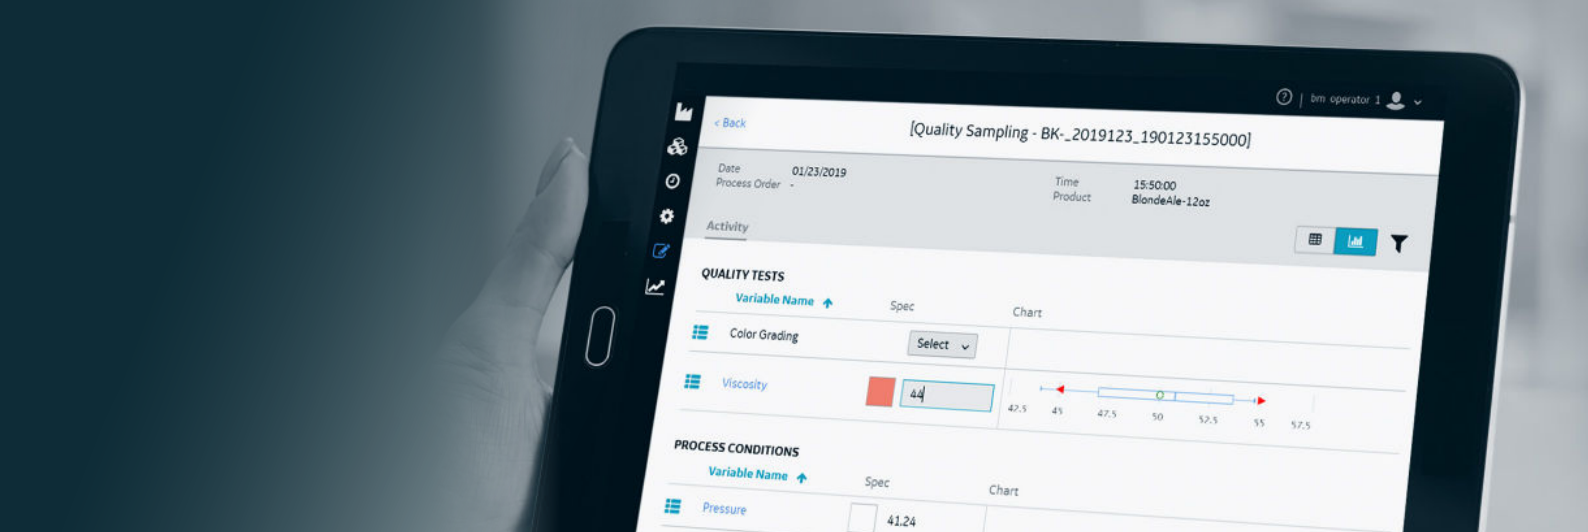 bm operator 1
< Back
[Quality Sampling - BK-_2019123_190123155000]
Date 01/23/2019 Time 15:50:00
Process Order - Product BlondeAle-12oz
Activity
QUALITY TESTS
Variable Name Spec Chart
Color Grading Select
Viscosity 44
42.5 45 47.5 50 52.5 55 57.5
PROCESS CONDITIONS
Variable Name Spec Chart
Pressure 41.24